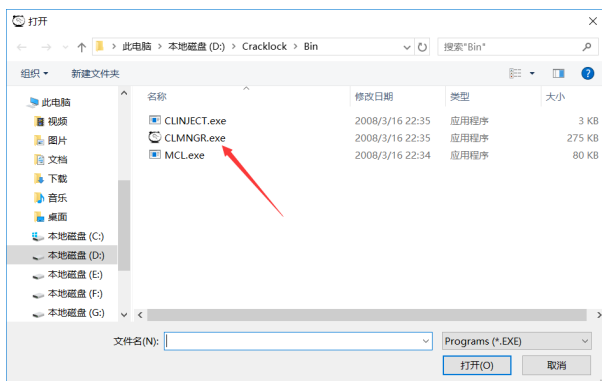 打开
此电脑 > 本地磁盘 (D:) > Cracklock > Bin
搜索"Bin"
组织 新建文件夹
名称 修改日期 类型 大小
此电脑
视频
图片
文档
下载
音乐
桌面
本地磁盘 (C:)
本地磁盘 (D:)
本地磁盘 (E:)
本地磁盘 (F:)
本地磁盘 (G:)
CLINJECT.exe 2008/3/16 22:35 应用程序 3 KB
CLMNGR.exe 2008/3/16 22:35 应用程序 275 KB
MCL.exe 2008/3/16 22:34 应用程序 80 KB
文件名(N): Programs (*.EXE)
打开(O) 取消